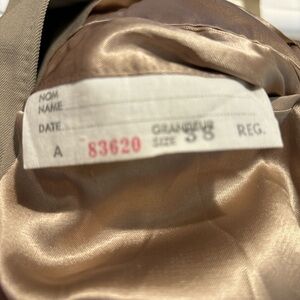 NOM
NAME
DATE
GRANDEUR
A 83620 SIZE 38 REG.